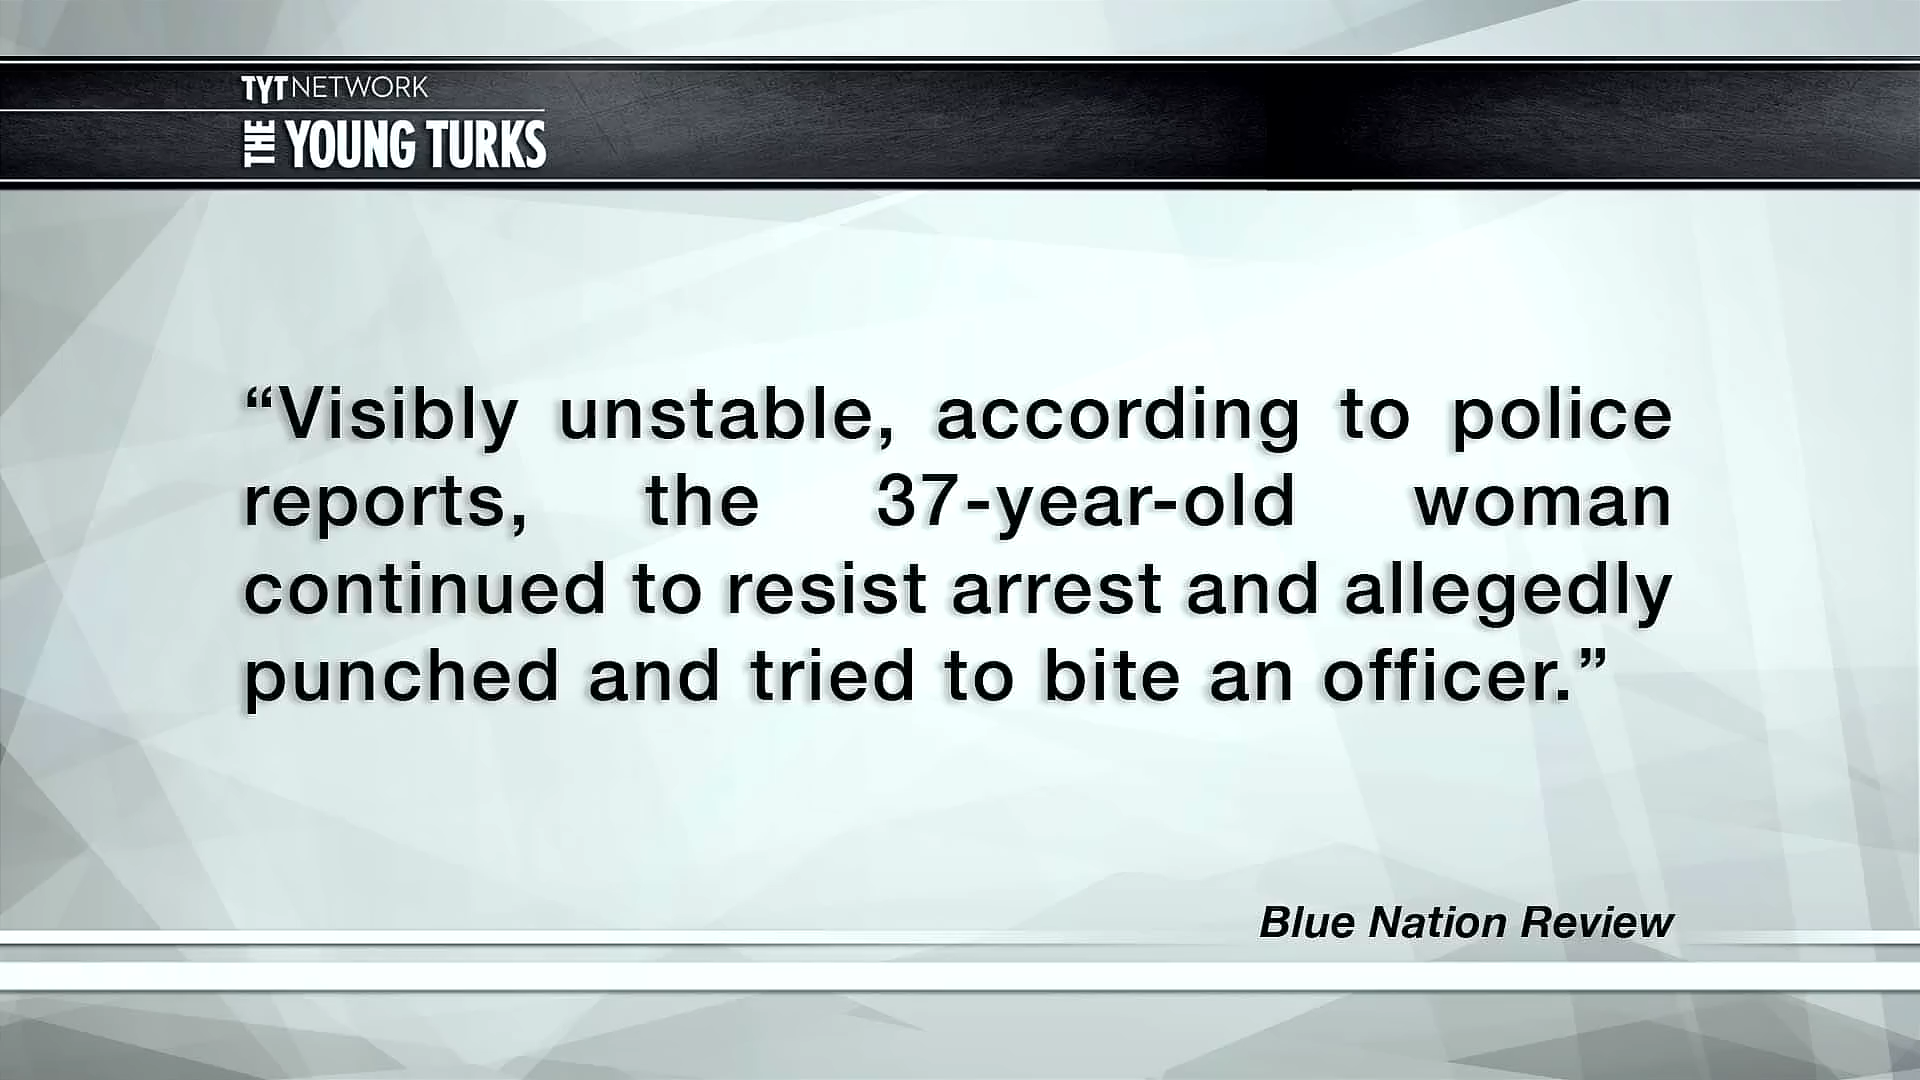 TYT NETWORK
THE YOUNG TURKS
“Visibly unstable, according to police
reports, the 37-year-old woman
continued to resist arrest and allegedly
punched and tried to bite an officer.”
Blue Nation Review